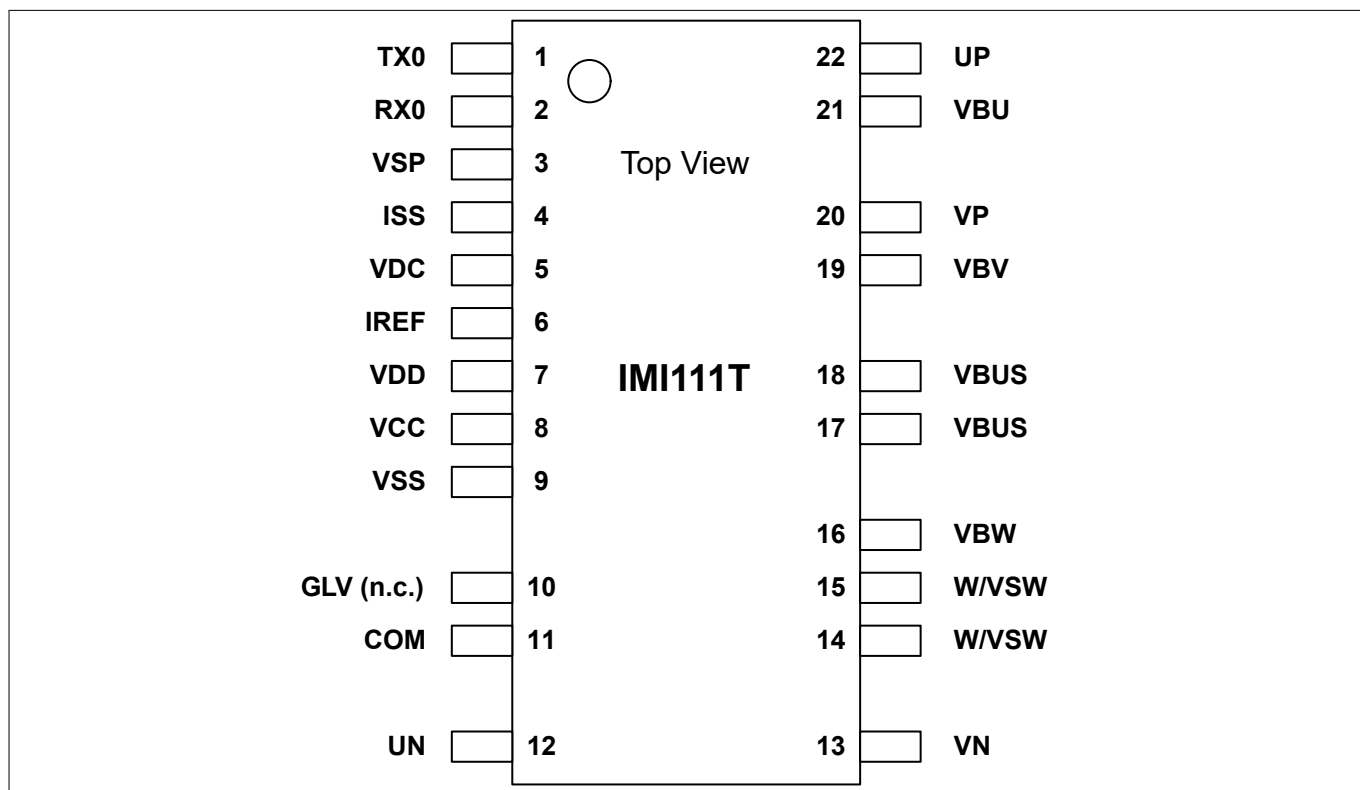 TX0 1 22 UP
RX0 2 21 VBU
VSP 3 Top View
ISS 4 20 VP
VDC 5 19 VBV
IREF 6
VDD 7 IMI111T 18 VBUS
VCC 8 17 VBUS
VSS 9
16 VBW
GLV (n.c.) 10 15 W/VSW
COM 11 14 W/VSW
UN 12 13 VN